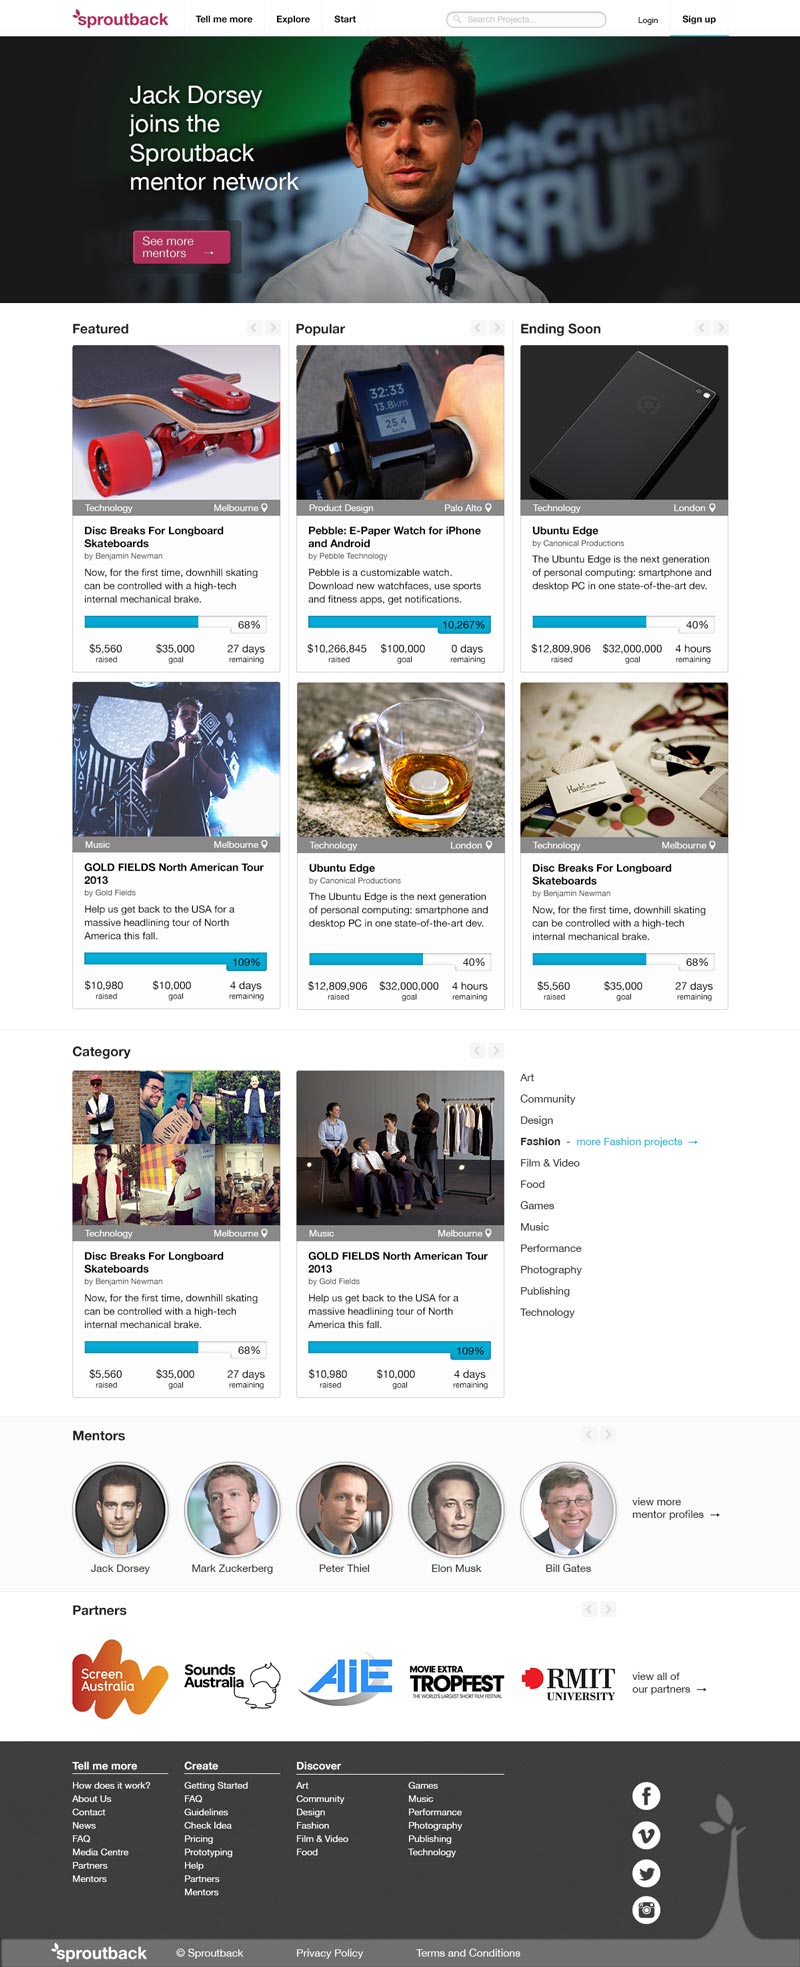 sproutback
Tell me more
Explore
Start
Search Projects...
Login
Sign up
Jack Dorsey
joins the
Sproutback
mentor network
See more
mentors →
TechCrunch
DISRUPT
Featured
Popular
Ending Soon
32:33
13.8km
25.4
Technology Melbourne
Disc Breaks For Longboard
Skateboards
by Benjamin Newman
Now, for the first time, downhill skating
can be controlled with a high-tech
internal mechanical brake.
68%
$5,560 $35,000 27 days
raised goal remaining
Product Design Palo Alto
Pebble: E-Paper Watch for iPhone
and Android
by Pebble Technology
Pebble is a customizable watch.
Download new watchfaces, use sports
and fitness apps, get notifications.
10,267%
$10,266,845 $100,000 0 days
raised goal remaining
Technology London
Ubuntu Edge
by Canonical Productions
The Ubuntu Edge is the next generation
of personal computing: smartphone and
desktop PC in one state-of-the-art dev.
40%
$12,809,906 $32,000,000 4 hours
raised goal remaining
Music Melbourne
GOLD FIELDS North American Tour
2013
by Gold Fields
Help us get back to the USA for a
massive headlining tour of North
America this fall.
109%
$10,980 $10,000 4 days
raised goal remaining
Technology London
Ubuntu Edge
by Canonical Productions
The Ubuntu Edge is the next generation
of personal computing: smartphone and
desktop PC in one state-of-the-art dev.
40%
$12,809,906 $32,000,000 4 hours
raised goal remaining
Technology Melbourne
Disc Breaks For Longboard
Skateboards
by Benjamin Newman
Now, for the first time, downhill skating
can be controlled with a high-tech
internal mechanical brake.
68%
$5,560 $35,000 27 days
raised goal remaining
Category
Technology Melbourne
Disc Breaks For Longboard
Skateboards
by Benjamin Newman
Now, for the first time, downhill skating
can be controlled with a high-tech
internal mechanical brake.
68%
$5,560 $35,000 27 days
raised goal remaining
Music Melbourne
GOLD FIELDS North American Tour
2013
by Gold Fields
Help us get back to the USA for a
massive headlining tour of North
America this fall.
109%
$10,980 $10,000 4 days
raised goal remaining
Art
Community
Design
Fashion - more Fashion projects →
Film & Video
Food
Games
Music
Performance
Photography
Publishing
Technology
Mentors
Jack Dorsey
Mark Zuckerberg
Peter Thiel
Elon Musk
Bill Gates
view more
mentor profiles →
Partners
Screen
Australia
Sounds
Australia
AiLE
MOVIE EXTRA
TROPFEST
THE WORLD'S LARGEST SHORT FILM FESTIVAL
RMIT
UNIVERSITY
view all of
our partners →
Tell me more
How does it work?
About Us
Contact
News
FAQ
Media Centre
Partners
Mentors
Create
Getting Started
FAQ
Guidelines
Check Idea
Pricing
Prototyping
Help
Partners
Mentors
Discover
Art
Community
Design
Fashion
Film & Video
Food
Games
Music
Performance
Photography
Publishing
Technology
sproutback
© Sproutback
Privacy Policy
Terms and Conditions